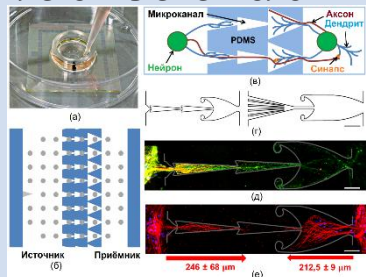 Микроканал
Аксон
Дендрит
PDMS
Синапс
Нейрон
(а)
(в)
(г)
(д)
Источник
Приёмник
(б)
(е)
246 ± 68 μm
212,5 ± 9 μm